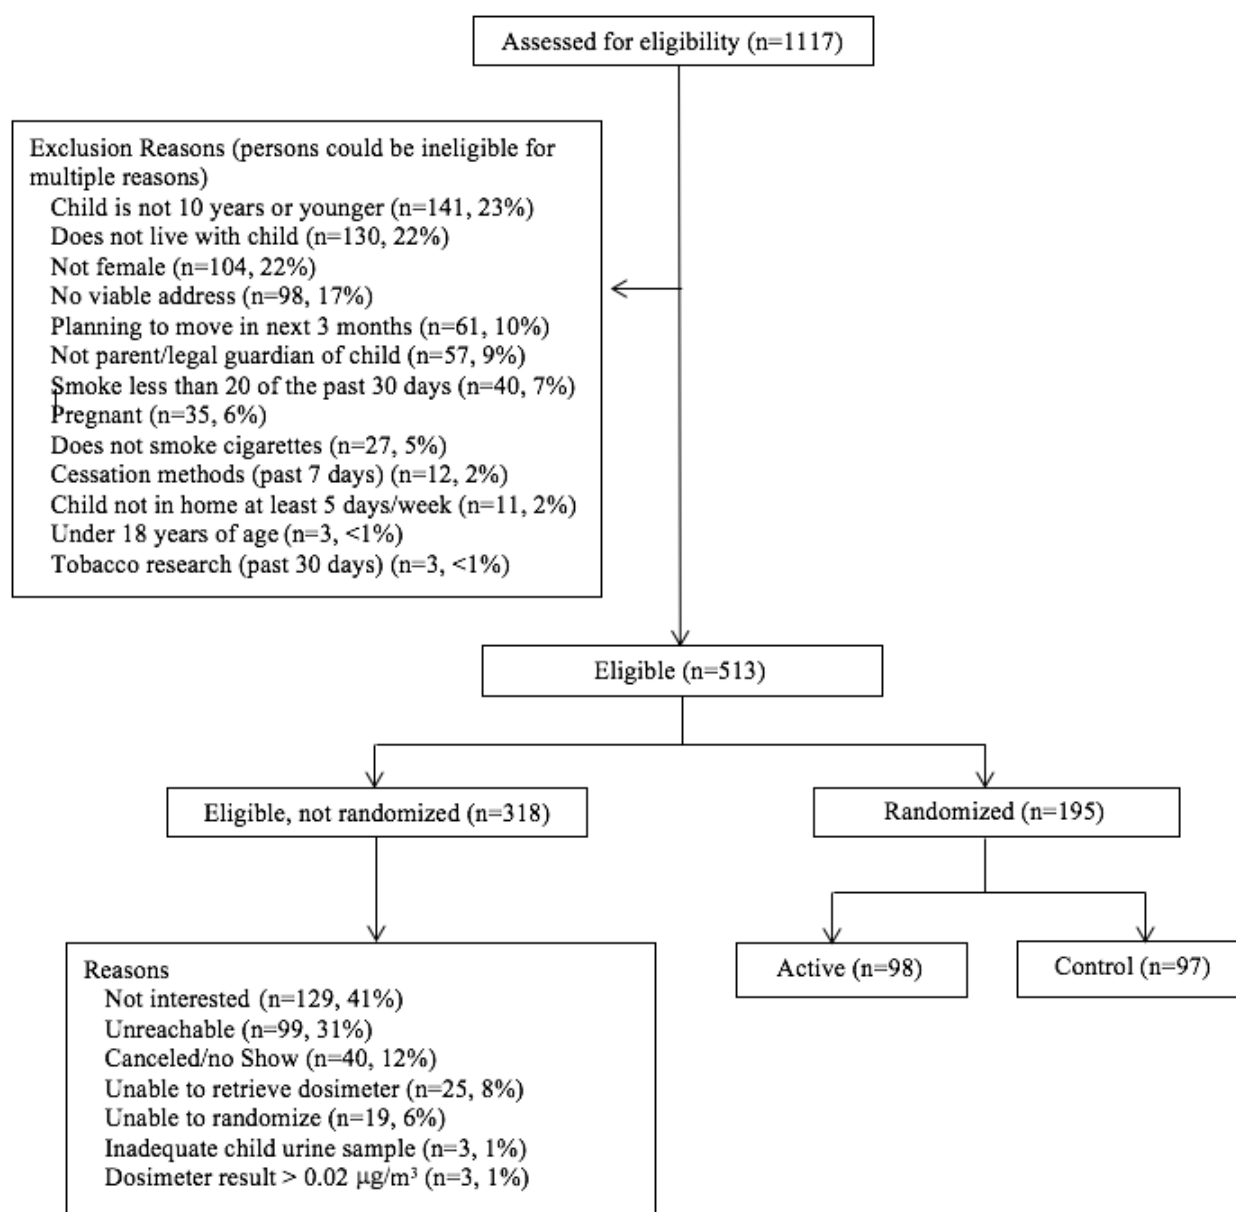 Assessed for eligibility (n=1117)
Exclusion Reasons (persons could be ineligible for
multiple reasons)
Child is not 10 years or younger (n=141, 23%)
Does not live with child (n=130, 22%)
Not female (n=104, 22%)
No viable address (n=98, 17%)
Planning to move in next 3 months (n=61, 10%)
Not parent/legal guardian of child (n=57, 9%)
Smoke less than 20 of the past 30 days (n=40, 7%)
Pregnant (n=35, 6%)
Does not smoke cigarettes (n=27, 5%)
Cessation methods (past 7 days) (n=12, 2%)
Child not in home at least 5 days/week (n=11, 2%)
Under 18 years of age (n=3, <1%)
Tobacco research (past 30 days) (n=3, <1%)
Eligible (n=513)
Eligible, not randomized (n=318)
Randomized (n=195)
Reasons
Not interested (n=129, 41%)
Unreachable (n=99, 31%)
Canceled/no Show (n=40, 12%)
Unable to retrieve dosimeter (n=25, 8%)
Unable to randomize (n=19, 6%)
Inadequate child urine sample (n=3, 1%)
Dosimeter result > 0.02 µg/m³ (n=3, 1%)
Active (n=98)
Control (n=97)